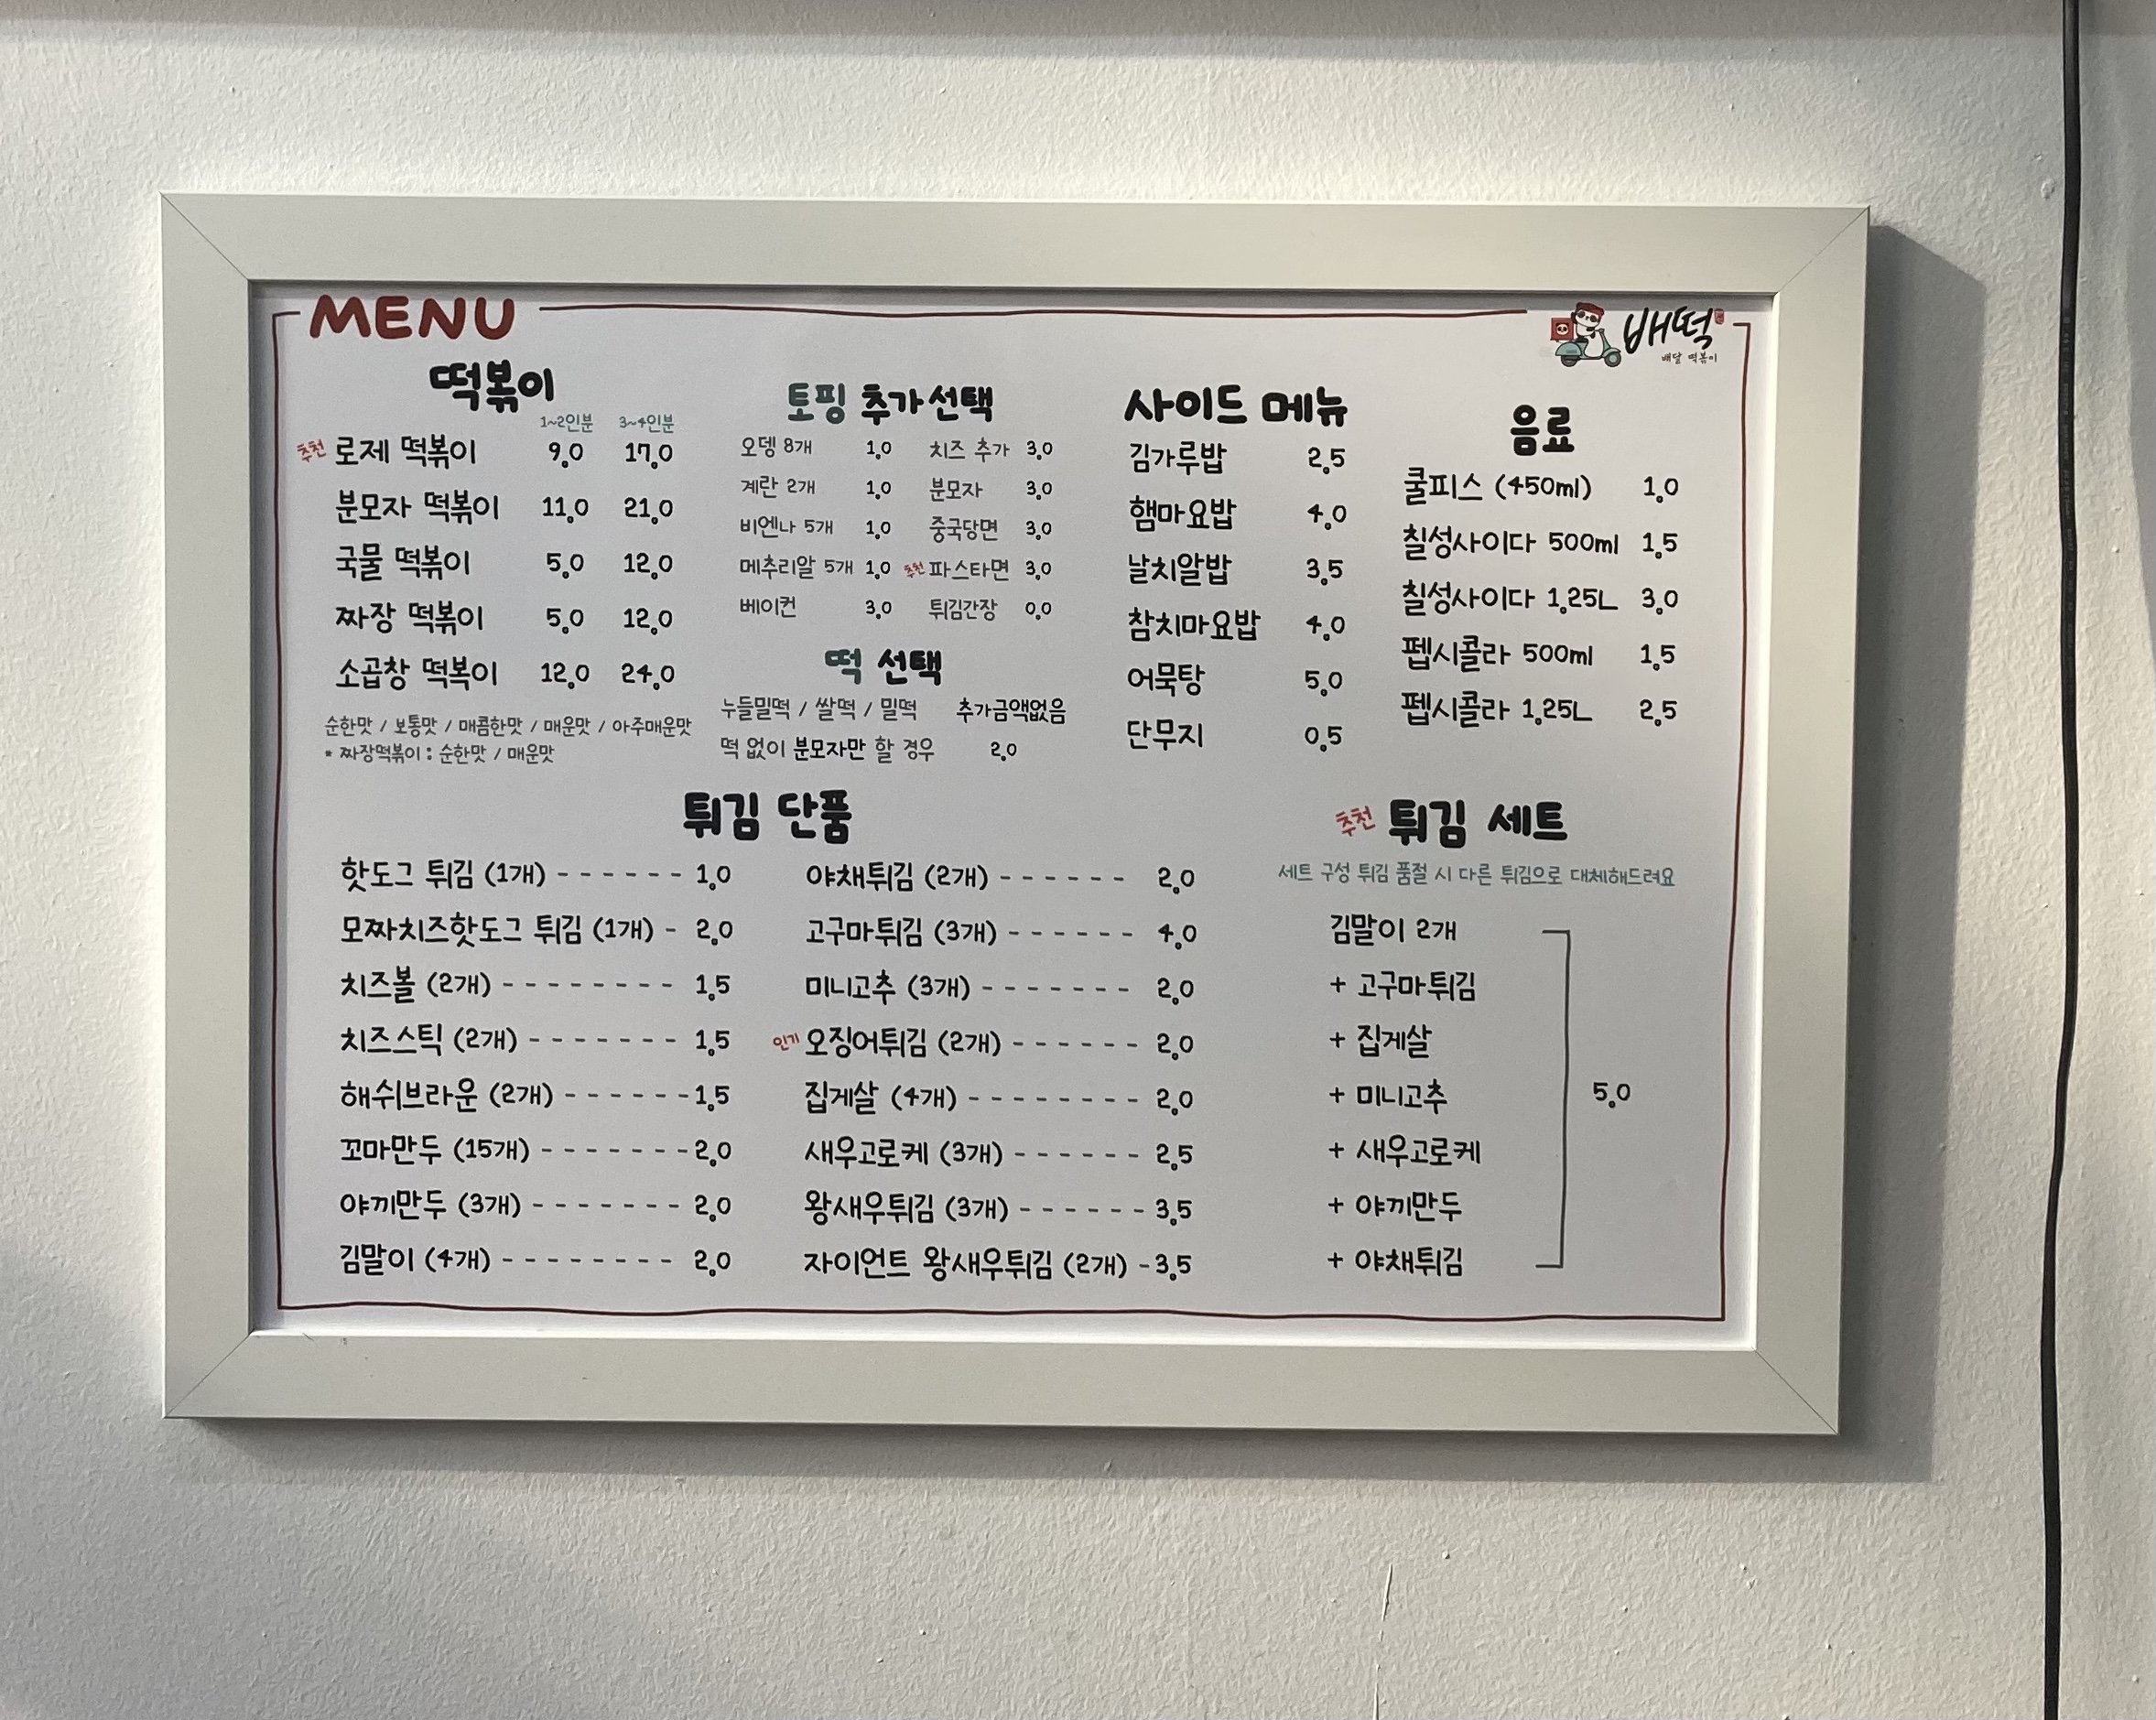 MENU
배떡
배달 떡볶이
떡볶이
1~2인분 3~4인분
추천 로제 떡볶이 9.0 17.0
분모자 떡볶이 11.0 21.0
국물 떡볶이 5.0 12.0
짜장 떡볶이 5.0 12.0
소곱창 떡볶이 12.0 24.0
순한맛 / 보통맛 / 매콤한맛 / 매운맛 / 아주매운맛
* 짜장떡볶이 : 순한맛 / 매운맛
토핑 추가선택
오뎅 8개 1.0 치즈 추가 3.0
계란 2개 1.0 분모자 3.0
비엔나 5개 1.0 중국당면 3.0
메추리알 5개 1.0 추천 파스타면 3.0
베이컨 3.0 튀김간장 0.0
떡 선택
누들밀떡 / 쌀떡 / 밀떡 추가금액없음
떡 없이 분모자만 할 경우 2.0
사이드 메뉴
김가루밥 2.5
햄마요밥 4.0
날치알밥 3.5
참치마요밥 4.0
어묵탕 5.0
단무지 0.5
음료
쿨피스 (450ml) 1.0
칠성사이다 500ml 1.5
칠성사이다 1.25L 3.0
펩시콜라 500ml 1.5
펩시콜라 1.25L 2.5
튀김 단품
핫도그 튀김 (1개) ------ 1.0
모짜치즈핫도그 튀김 (1개) - 2.0
치즈볼 (2개) -------- 1.5
치즈스틱 (2개) ------- 1.5
해쉬브라운 (2개) ------ 1.5
꼬마만두 (15개) ------- 2.0
야끼만두 (3개) ------- 2.0
김말이 (4개) -------- 2.0
야채튀김 (2개) ------ 2.0
고구마튀김 (3개) ------ 4.0
미니고추 (3개) ------- 2.0
인기 오징어튀김 (2개) ------ 2.0
집게살 (4개) -------- 2.0
새우고로케 (3개) ------ 2.5
왕새우튀김 (3개) ------ 3.5
자이언트 왕새우튀김 (2개) - 3.5
추천 튀김 세트
세트 구성 튀김 품절 시 다른 튀김으로 대체해드려요
김말이 2개
+ 고구마튀김
+ 집게살
+ 미니고추
+ 새우고로케
+ 야끼만두
+ 야채튀김
5.0